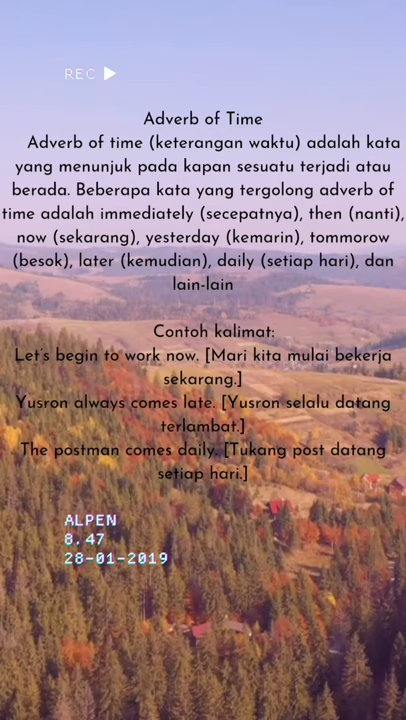 REC
Adverb of Time
Adverb of time (keterangan waktu) adalah kata
yang menunjuk pada kapan sesuatu terjadi atau
berada. Beberapa kata yang tergolong adverb of
time adalah immediately (secepatnya), then (nanti),
now (sekarang), yesterday (kemarin), tommorow
(besok), later (kemudian), daily (setiap hari), dan
lain-lain
Contoh kalimat:
Let's begin to work now. [Mari kita mulai bekerja
sekarang.]
Yusron always comes late. [Yusron selalu datang
terlambat.]
The postman comes daily. [Tukang post datang
setiap hari.]
ALPEN
8.47
28-01-2019